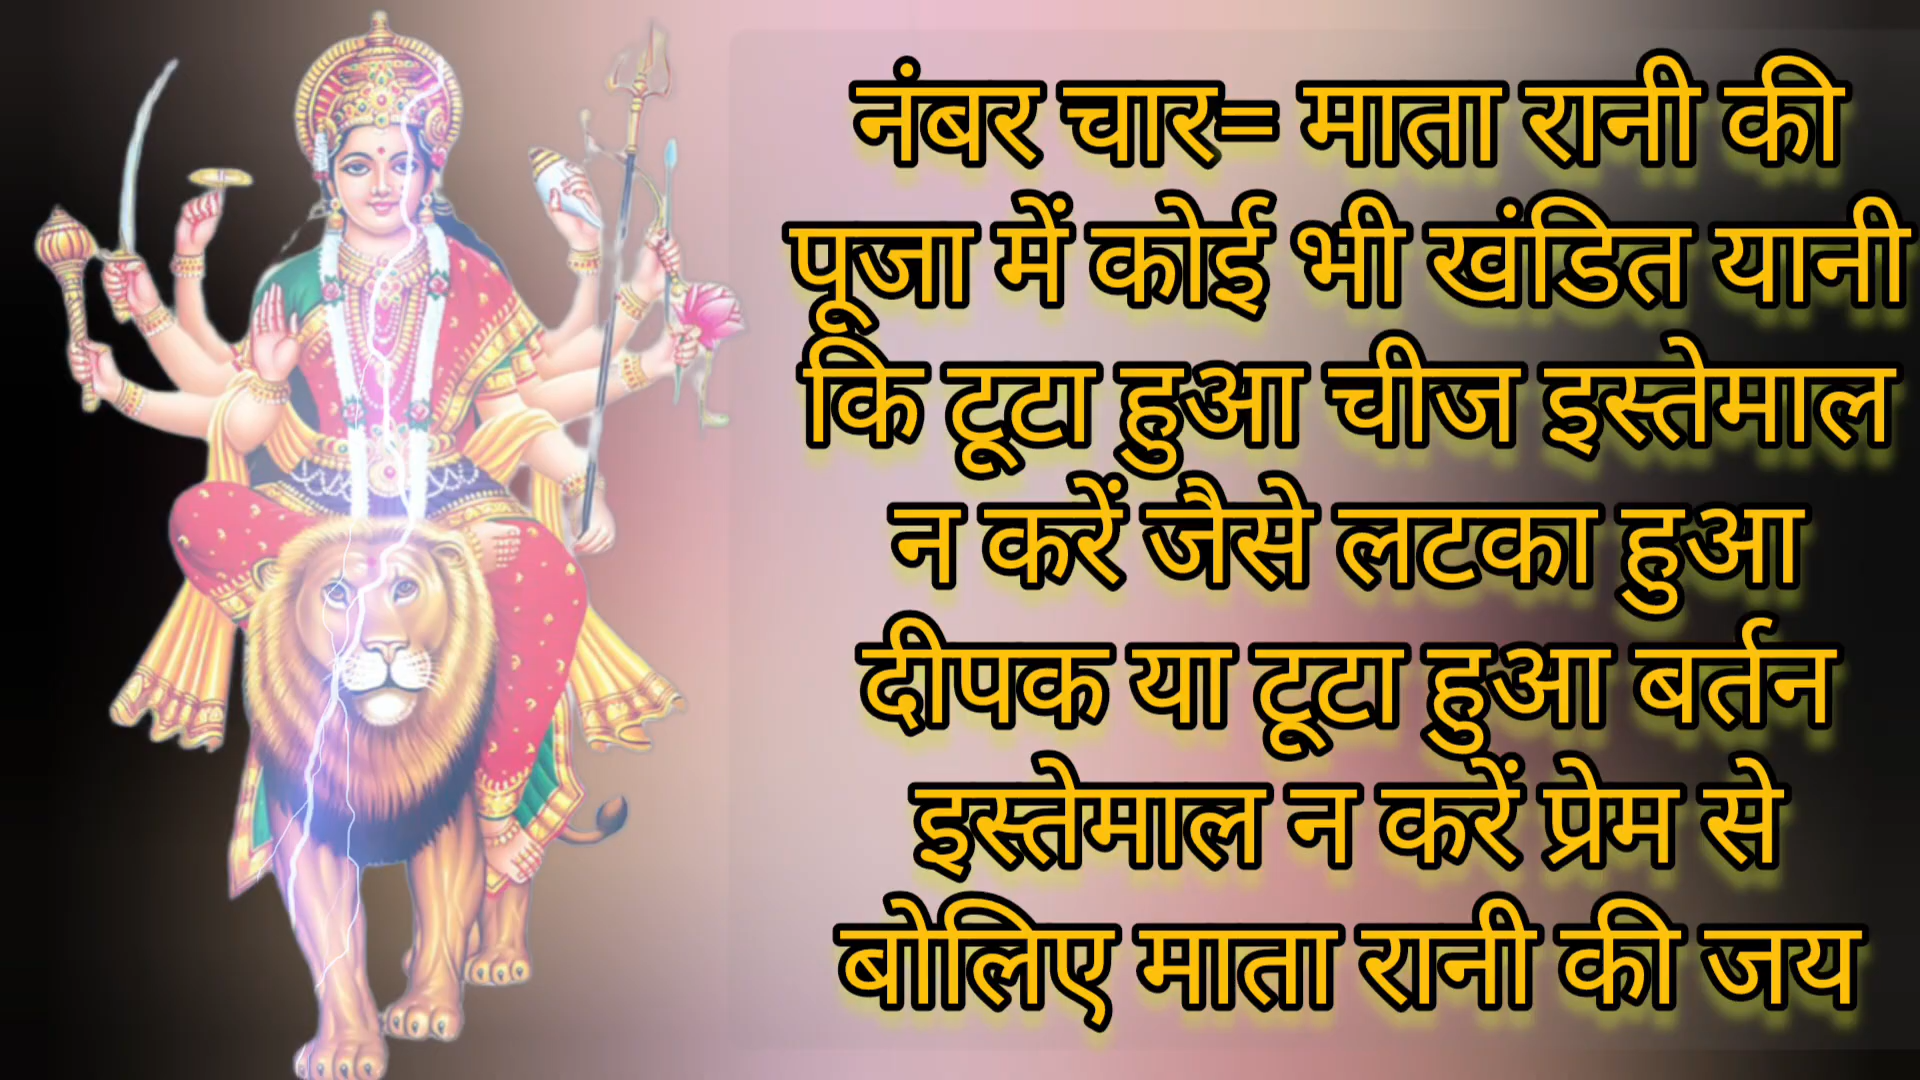 नंबर चार= माता रानी की
पूजा में कोई भी खंडित यानी
कि टूटा हुआ चीज इस्तेमाल
न करें जैसे लटका हुआ
दीपक या टूटा हुआ बर्तन
इस्तेमाल न करें प्रेम से
बोलिए माता रानी की जय